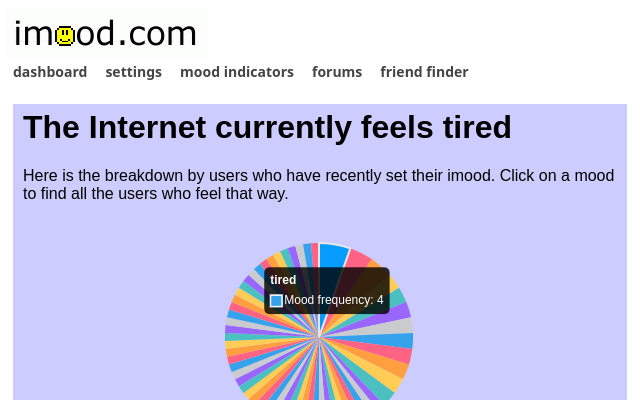 imood.com
dashboard settings mood indicators forums friend finder
The Internet currently feels tired
Here is the breakdown by users who have recently set their imood. Click on a mood
to find all the users who feel that way.
tired
Mood frequency: 4